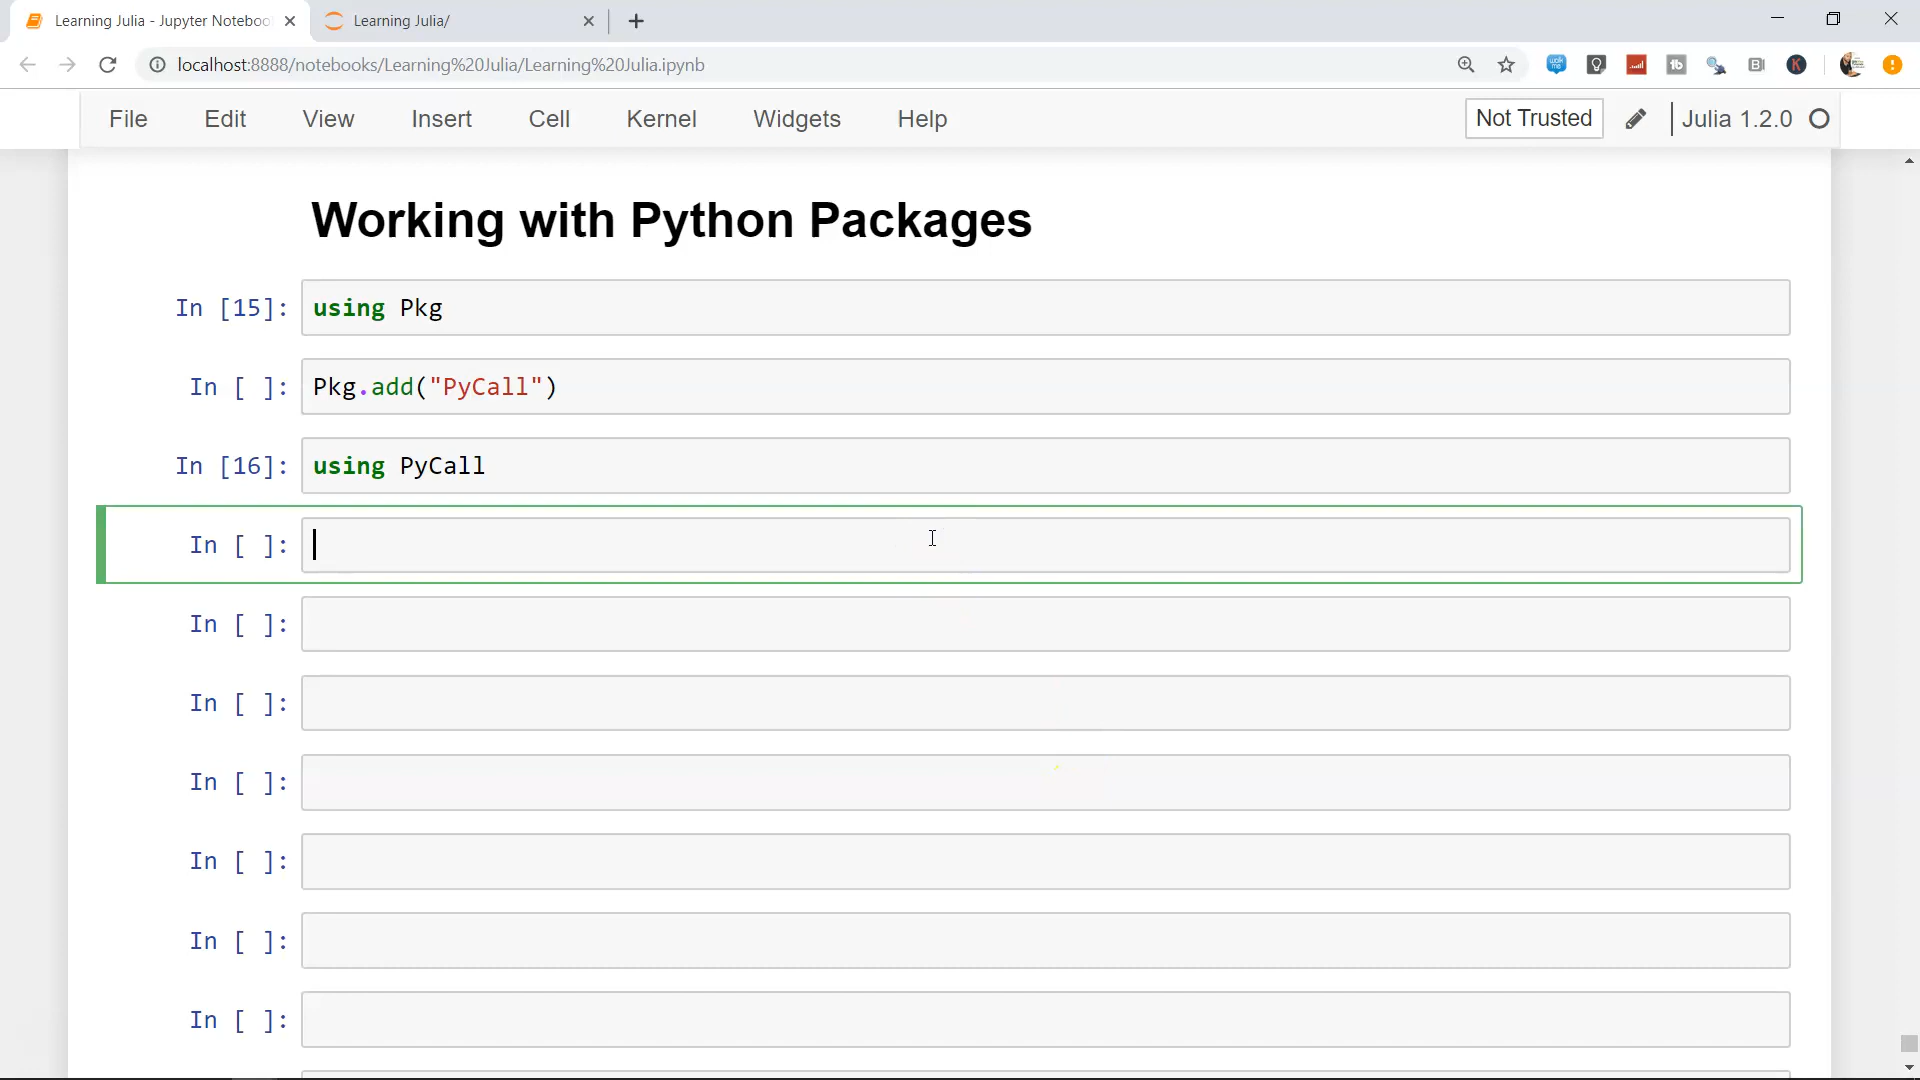 Learning Julia - Jupyter Noteboo
Learning Julia/
localhost:8888/notebooks/Learning%20Julia/Learning%20Julia.ipynb
File Edit View Insert Cell Kernel Widgets Help
Not Trusted
Julia 1.2.0
Working with Python Packages
In [15]: using Pkg
In [ ]: Pkg.add("PyCall")
In [16]: using PyCall
In [ ]:
In [ ]:
In [ ]:
In [ ]:
In [ ]:
In [ ]:
In [ ]: